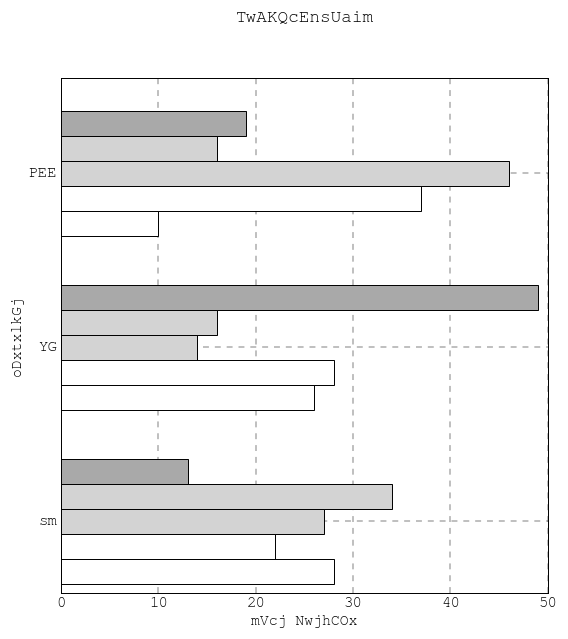 TwAKQcEnsUaim
PEE
YG
sm
oDxtxlkGj
0 10 20 30 40 50
mVcj NwjhCOx